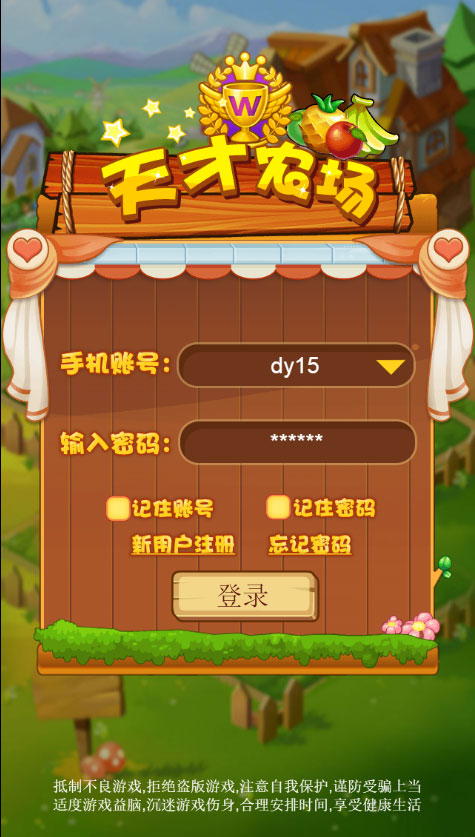 W
天才农场
手机账号: dy15
输入密码: ******
记住账号 记住密码
新用户注册 忘记密码
登录
抵制不良游戏,拒绝盗版游戏,注意自我保护,谨防受骗上当
适度游戏益脑,沉迷游戏伤身,合理安排时间,享受健康生活